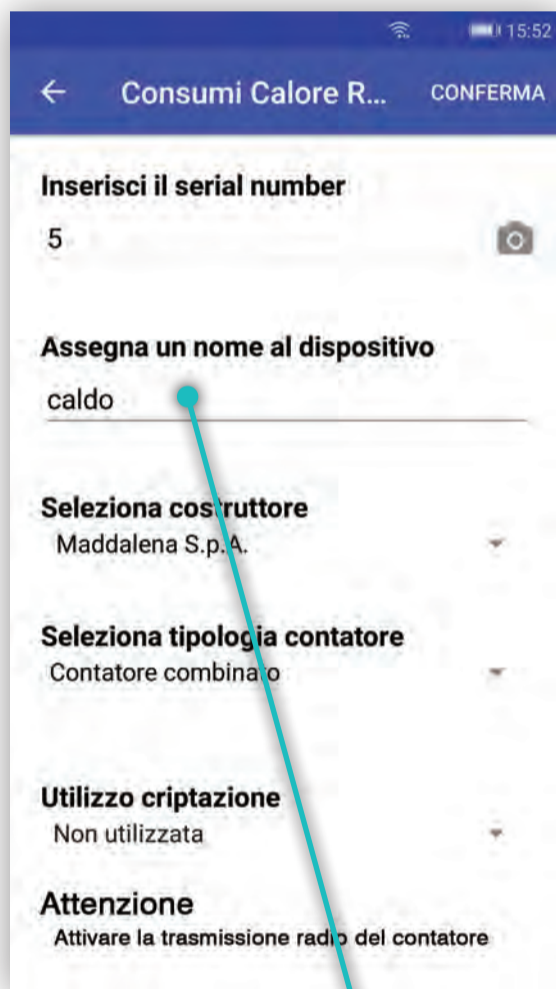 15:52
Consumi Calore R... CONFERMA
Inserisci il serial number
5
Assegna un nome al dispositivo
caldo
Seleziona costruttore
Maddalena S.p.A.
Seleziona tipologia contatore
Contatore combinato
Utilizzo criptazione
Non utilizzata
Attenzione
Attivare la trasmissione radio del contatore